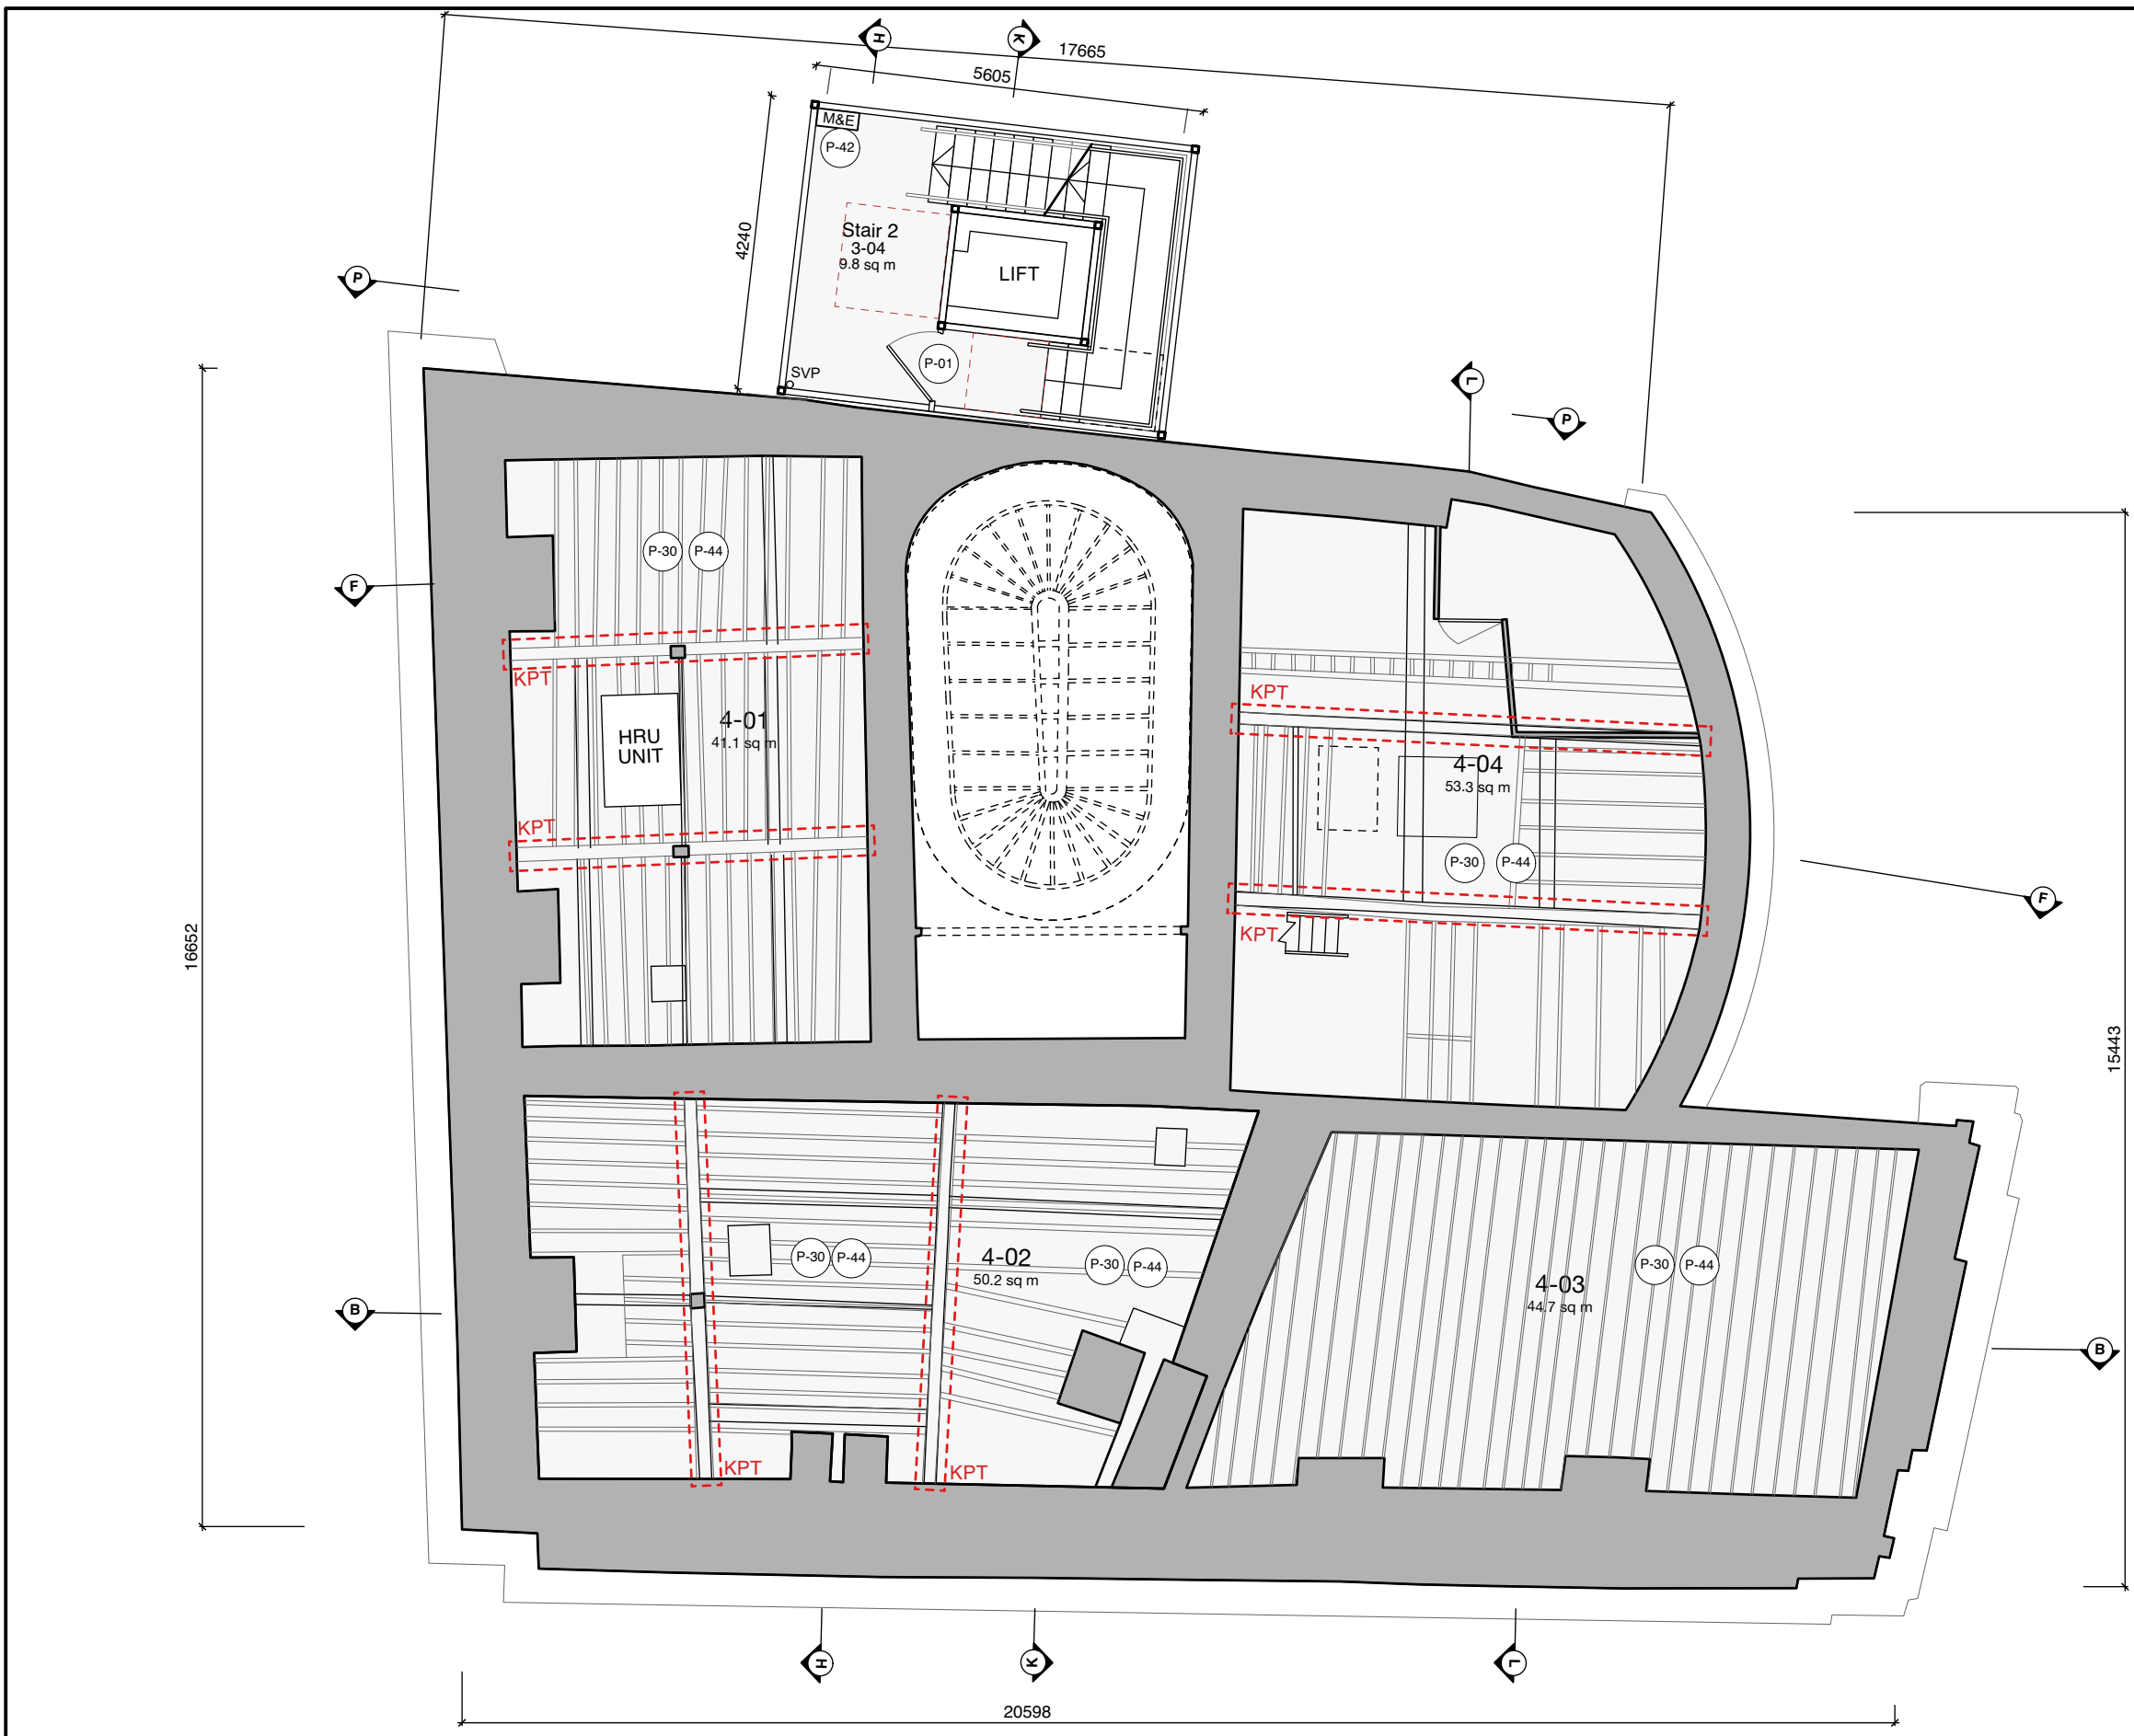 H
K
17665
5605
M&E
P-42
4240
Stair 2
3-04
9.8 sq m
LIFT
P
P-01
SVP
L
P
P-30
P-44
F
KPT
KPT
4-01
41.1 sq m
HRU
UNIT
4-04
53.3 sq m
KPT
P-30
P-44
F
KPT
16652
15443
4-02
50.2 sq m
P-30
P-44
P-30
P-44
P-30
P-44
4-03
44.7 sq m
B
B
KPT
KPT
H
K
L
20598